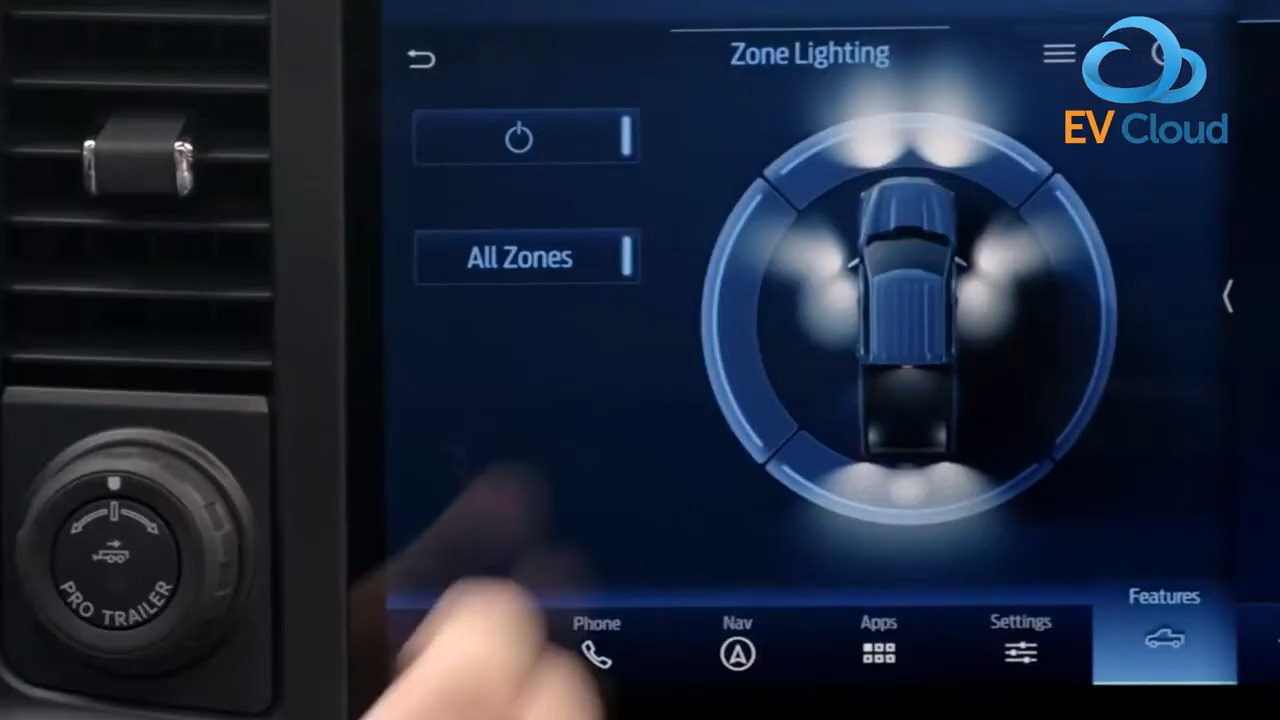 Zone Lighting
EV Cloud
All Zones
PRO TRAILER
Phone
Nav
Apps
Settings
Features